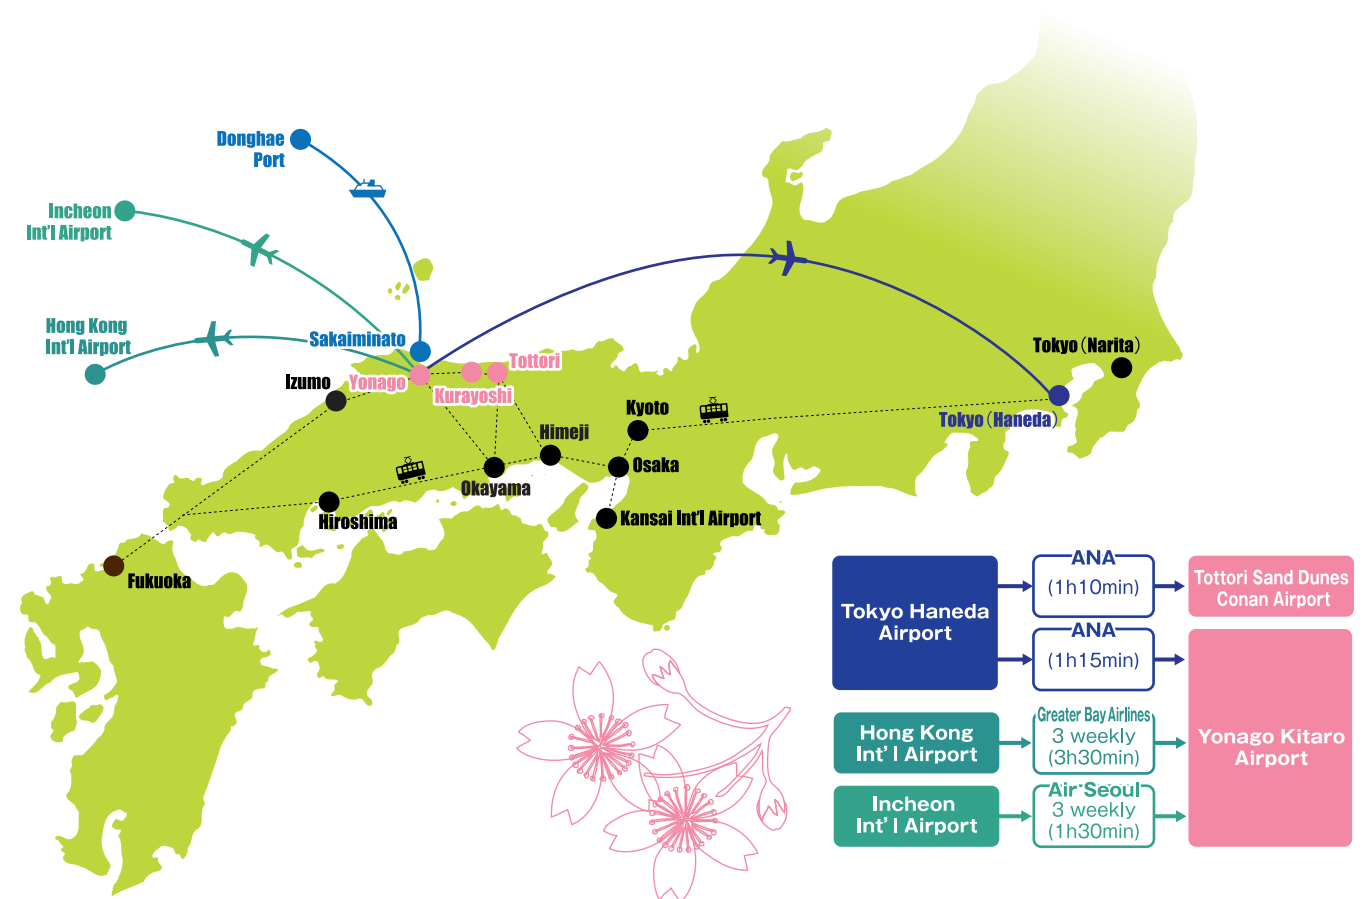 Donghae
Port
Incheon
Int'l Airport
Hong Kong
Int'l Airport
Sakaiminato
Tottori
Izumo
Yonago
Kurayoshi
Tokyo (Narita)
Kyoto
Tokyo (Haneda)
Himeji
Osaka
Okayama
Hiroshima
Kansai Int'l Airport
Fukuoka
Tokyo Haneda
Airport
ANA
(1h10min)
Tottori Sand Dunes
Conan Airport
ANA
(1h15min)
Hong Kong
Int' l Airport
Greater Bay Airlines
3 weekly
(3h30min)
Yonago Kitaro
Airport
Incheon
Int' l Airport
Air Seoul
3 weekly
(1h30min)